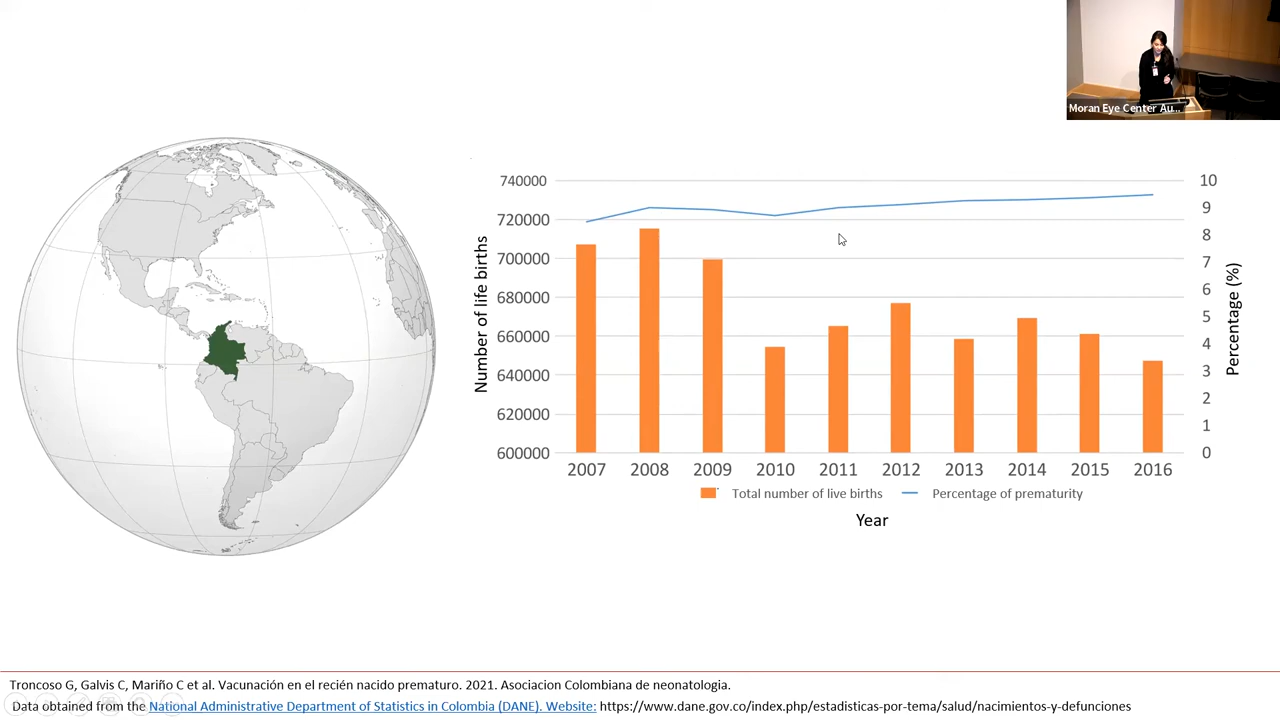 Moran Eye Center Au...
740000
720000
700000
680000
660000
640000
620000
600000
Number of life births
10
9
8
7
6
5
4
3
2
1
0
Percentage (%)
2007 2008 2009 2010 2011 2012 2013 2014 2015 2016
Total number of live births Percentage of prematurity
Year
Troncoso G, Galvis C, Mariño C et al. Vacunación en el recién nacido prematuro. 2021. Asociacion Colombiana de neonatologia.
Data obtained from the National Administrative Department of Statistics in Colombia (DANE). Website: https://www.dane.gov.co/index.php/estadisticas-por-tema/salud/nacimientos-y-defunciones